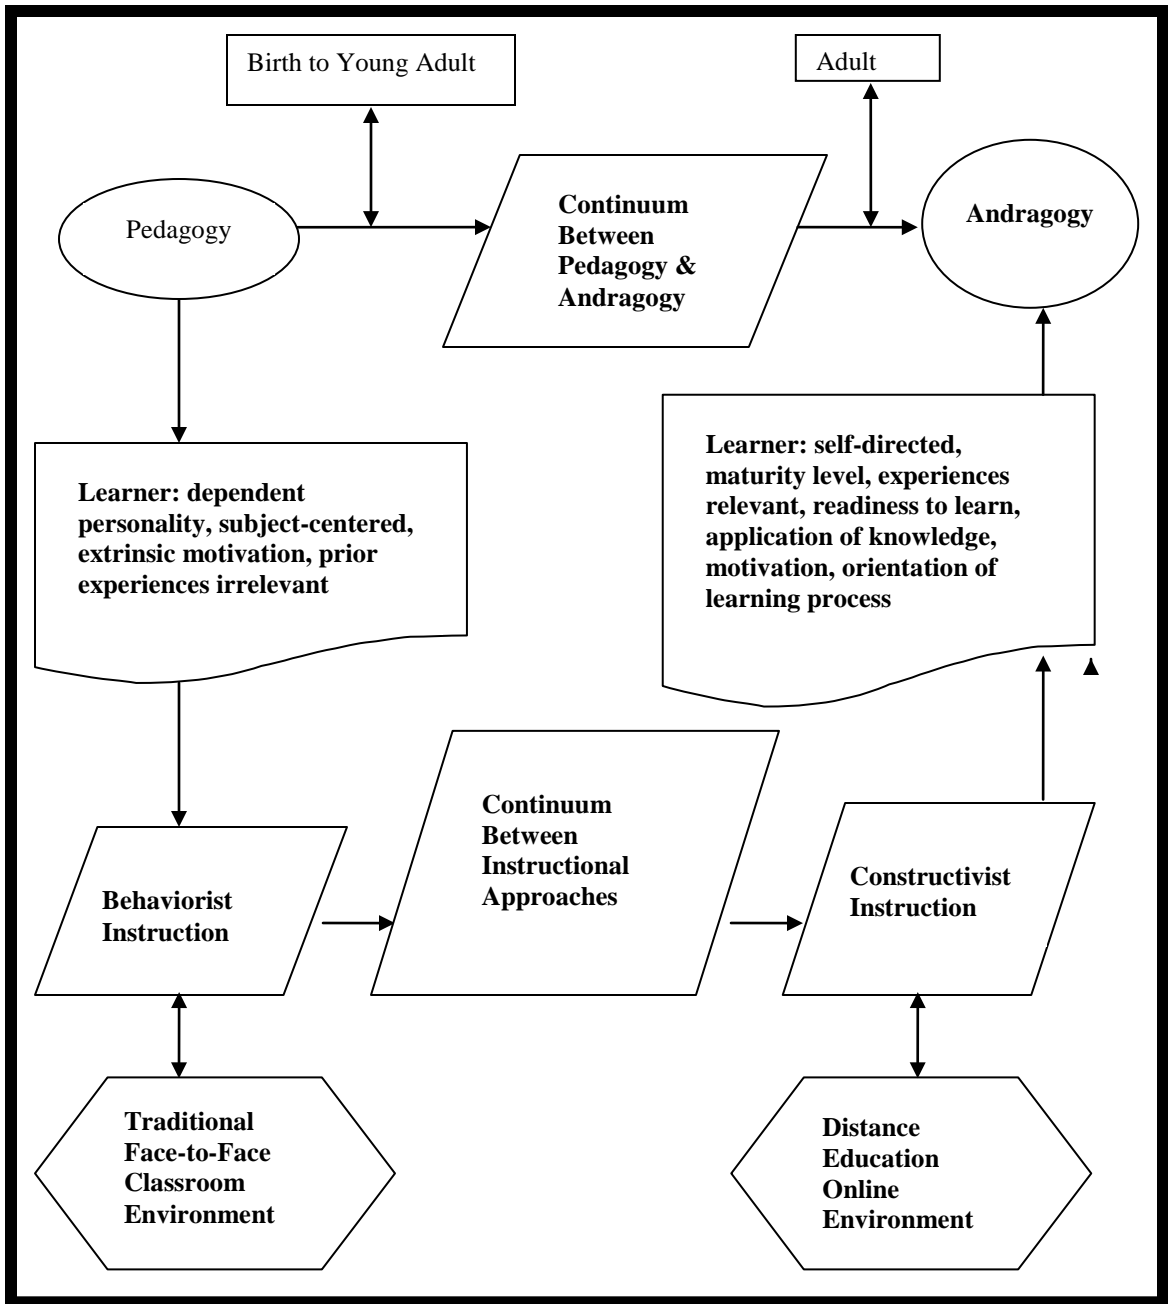 Birth to Young Adult
Adult
Pedagogy
Continuum
Between
Pedagogy &
Andragogy
Andragogy
Learner: dependent
personality, subject-centered,
extrinsic motivation, prior
experiences irrelevant
Learner: self-directed,
maturity level, experiences
relevant, readiness to learn,
application of knowledge,
motivation, orientation of
learning process
Behaviorist
Instruction
Continuum
Between
Instructional
Approaches
Constructivist
Instruction
Traditional
Face-to-Face
Classroom
Environment
Distance
Education
Online
Environment